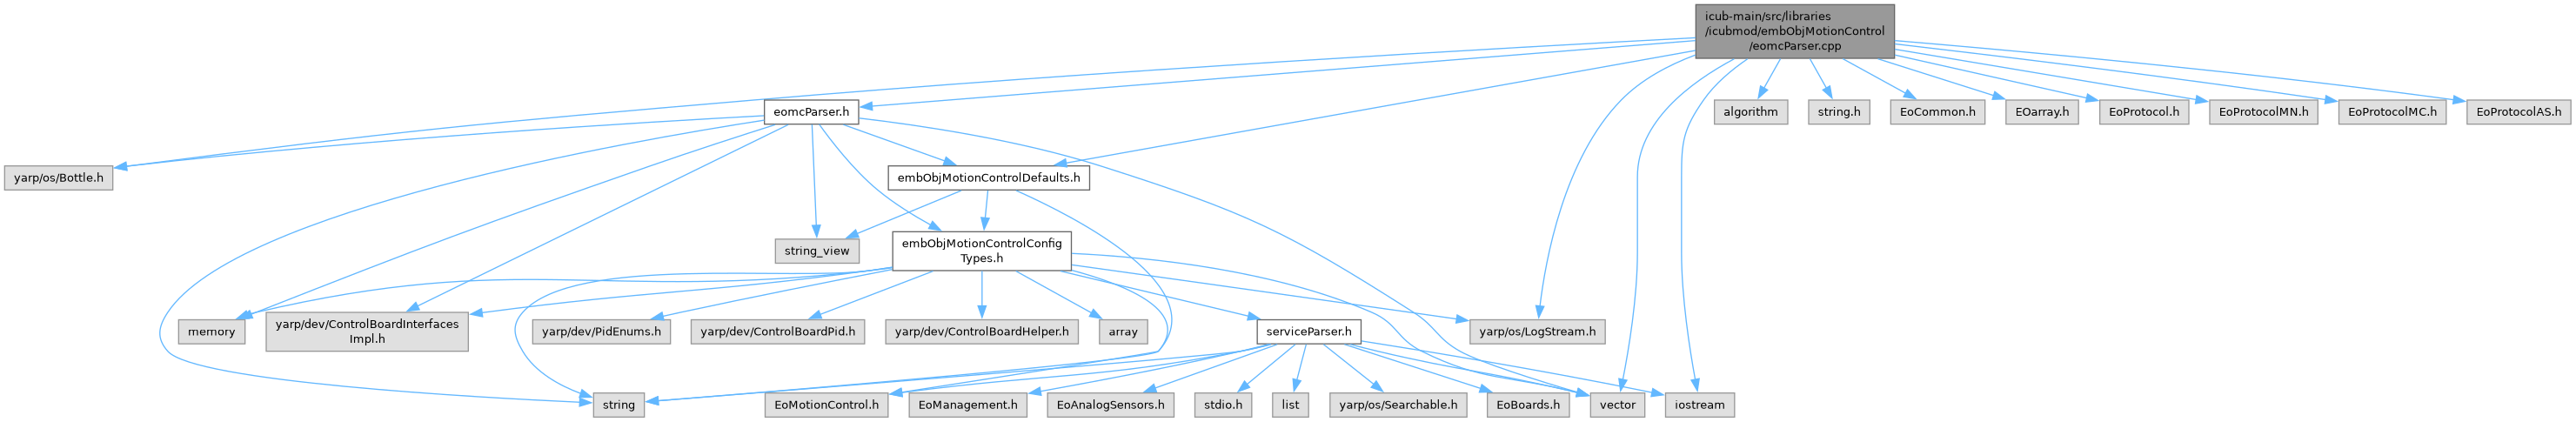 icub-main/src/libraries
/icubmod/embObjMotionControl
/eomcParser.cpp
eomcParser.h
algorithm
string.h
EoCommon.h
EOarray.h
EoProtocol.h
EoProtocolMN.h
EoProtocolMC.h
EoProtocolAS.h
yarp/os/Bottle.h
embObjMotionControlDefaults.h
string_view
embObjMotionControlConfig
Types.h
memory
yarp/dev/ControlBoardInterfaces
Impl.h
yarp/dev/PidEnums.h
yarp/dev/ControlBoardPid.h
yarp/dev/ControlBoardHelper.h
array
serviceParser.h
yarp/os/LogStream.h
string
EoMotionControl.h
EoManagement.h
EoAnalogSensors.h
stdio.h
list
yarp/os/Searchable.h
EoBoards.h
vector
iostream